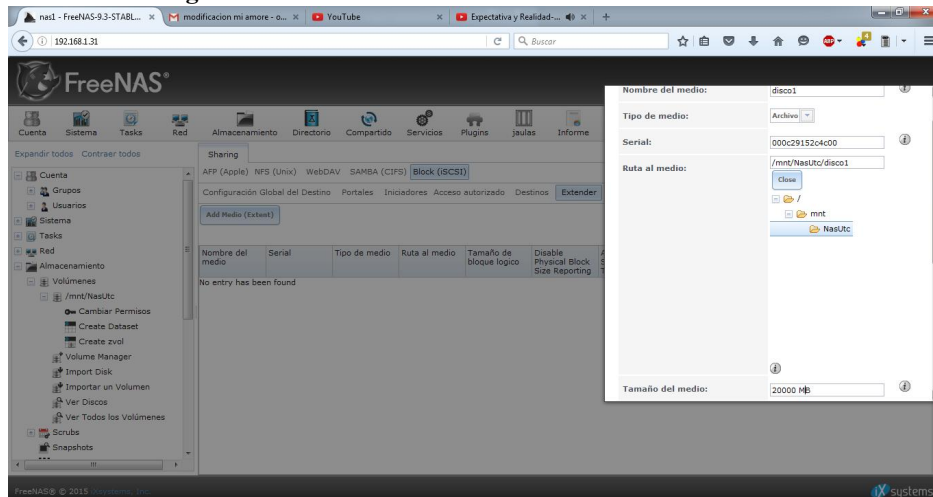 nas1 - FreeNAS-9.3-STABL...
modificacion mi amore - o...
YouTube
Expectativa y Realidad-...
192.168.1.31
Buscar
ABP
FreeNAS®
Cuenta Sistema Tasks Red Almacenamiento Directorio Compartido Servicios Plugins jaulas Informe
Expandir todos Contraer todos
Cuenta
Grupos
Usuarios
Sistema
Tasks
Red
Almacenamiento
Volúmenes
/mnt/NasUtc
Cambiar Permisos
Create Dataset
Create zvol
Volume Manager
Import Disk
Importar un Volumen
Ver Discos
Ver Todos los Volúmenes
Scrubs
Snapshots
Sharing
AFP (Apple) NFS (Unix) WebDAV SAMBA (CIFS) Block (iSCSI)
Configuración Global del Destino Portales Iniciadores Acceso autorizado Destinos Extender
Add Medio (Extent)
Nombre del medio Serial Tipo de medio Ruta al medio Tamaño de bloque logico Disable Physical Block Size Reporting
No entry has been found
Nombre del medio: disco1
Tipo de medio: Archivo
Serial: 000c29152c4c00
Ruta al medio: /mnt/NasUtc/disco1
Close
/
mnt
NasUtc
Tamaño del medio: 20000 MB
FreeNAS® © 2015 iXsystems, Inc.
iX systems